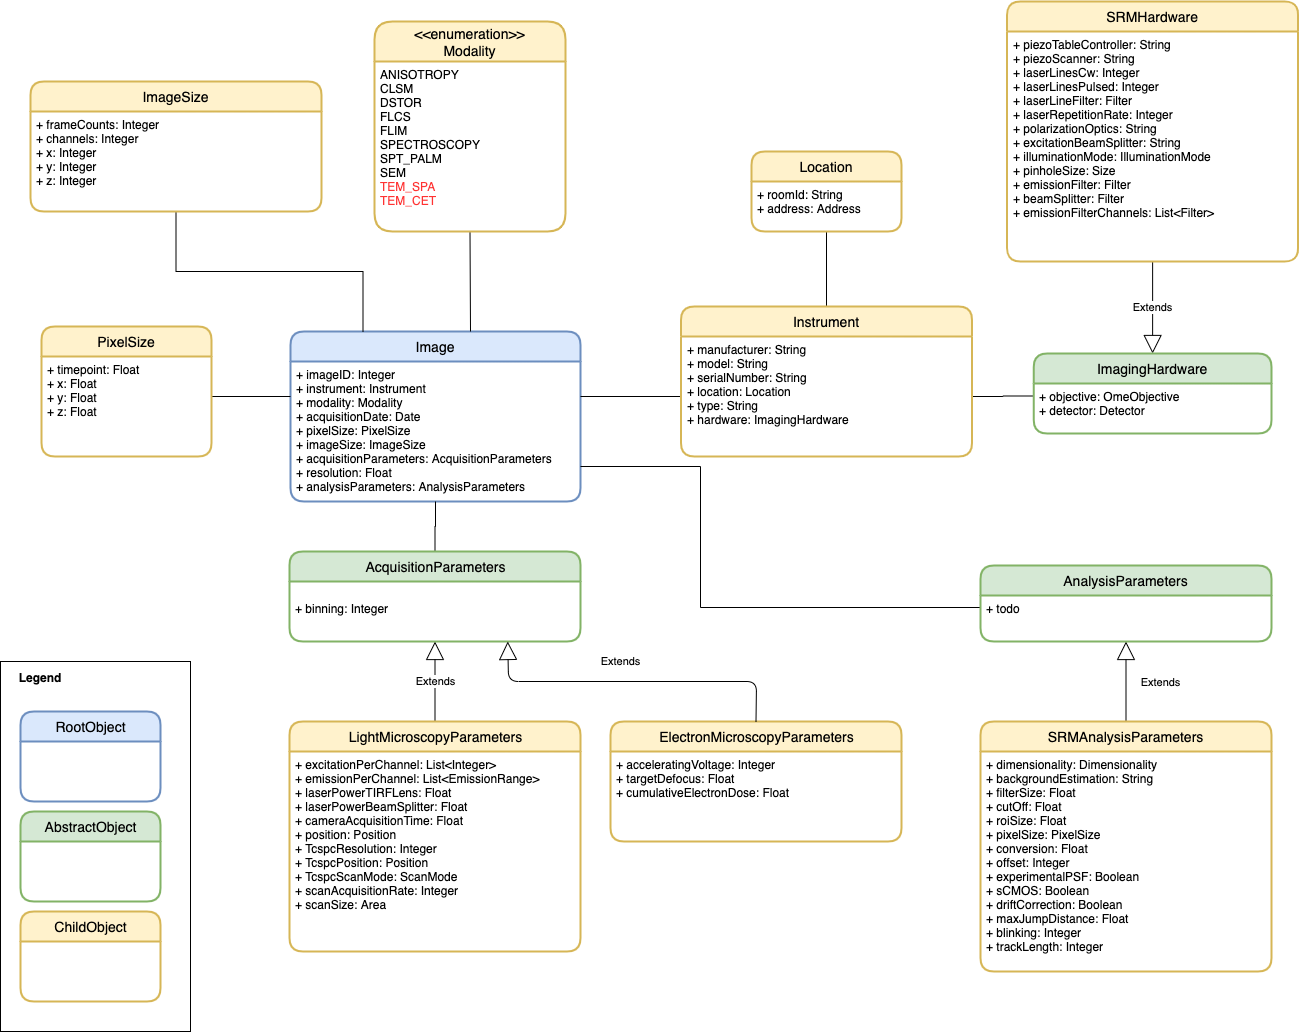 SRMHardware
+ piezoTableController: String
+ piezoScanner: String
+ laserLinesCw: Integer
+ laserLinesPulsed: Integer
+ laserLineFilter: Filter
+ laserRepetitionRate: Integer
+ polarizationOptics: String
+ excitationBeamSplitter: String
+ illuminationMode: IlluminationMode
+ pinholeSize: Size
+ emissionFilter: Filter
+ beamSplitter: Filter
+ emissionFilterChannels: List<Filter>
<<enumeration>>
Modality
ANISOTROPY
CLSM
DSTOR
FLCS
FLIM
SPECTROSCOPY
SPT_PALM
SEM
TEM_SPA
TEM_CET
ImageSize
+ frameCounts: Integer
+ channels: Integer
+ x: Integer
+ y: Integer
+ z: Integer
Location
+ roomId: String
+ address: Address
Extends
PixelSize
+ timepoint: Float
+ x: Float
+ y: Float
+ z: Float
Image
+ imageID: Integer
+ instrument: Instrument
+ modality: Modality
+ acquisitionDate: Date
+ pixelSize: PixelSize
+ imageSize: ImageSize
+ acquisitionParameters: AcquisitionParameters
+ resolution: Float
+ analysisParameters: AnalysisParameters
Instrument
+ manufacturer: String
+ model: String
+ serialNumber: String
+ location: Location
+ type: String
+ hardware: ImagingHardware
ImagingHardware
+ objective: OmeObjective
+ detector: Detector
AcquisitionParameters
+ binning: Integer
AnalysisParameters
+ todo
Extends
Extends
Extends
Legend
RootObject
AbstractObject
ChildObject
LightMicroscopyParameters
+ excitationPerChannel: List<Integer>
+ emissionPerChannel: List<EmissionRange>
+ laserPowerTIRFLens: Float
+ laserPowerBeamSplitter: Float
+ cameraAcquisitionTime: Float
+ position: Position
+ TcspcResolution: Integer
+ TcspcPosition: Position
+ TcspcScanMode: ScanMode
+ scanAcquisitionRate: Integer
+ scanSize: Area
ElectronMicroscopyParameters
+ acceleratingVoltage: Integer
+ targetDefocus: Float
+ cumulativeElectronDose: Float
SRMAnalysisParameters
+ dimensionality: Dimensionality
+ backgroundEstimation: String
+ filterSize: Float
+ cutOff: Float
+ roiSize: Float
+ pixelSize: PixelSize
+ conversion: Float
+ offset: Integer
+ experimentalPSF: Boolean
+ sCMOS: Boolean
+ driftCorrection: Boolean
+ maxJumpDistance: Float
+ blinking: Integer
+ trackLength: Integer